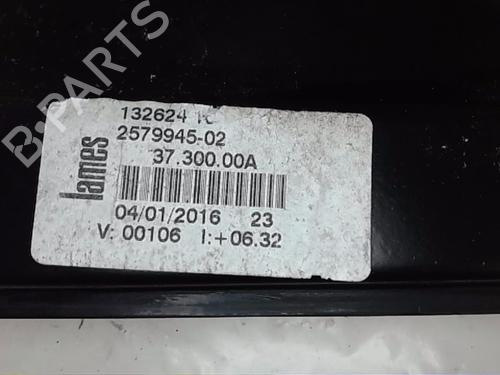 B-PARTS
132624
2579945-02
37.300.00A
lames
04/01/2016 23
V: 00106 I:+06.32